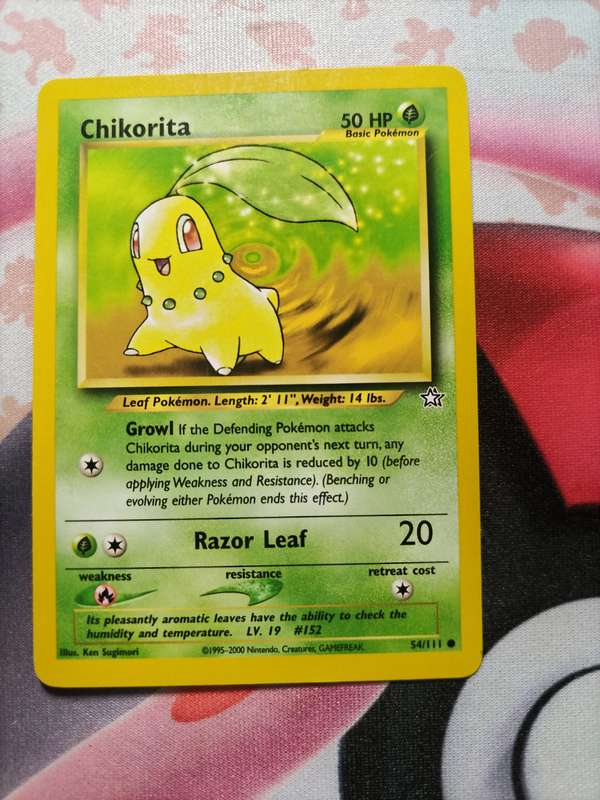 Chikorita
50 HP
Basic Pokémon
Leaf Pokémon. Length: 2' 11", Weight: 14 lbs.
Growl If the Defending Pokémon attacks
Chikorita during your opponent's next turn, any
damage done to Chikorita is reduced by 10 (before
applying Weakness and Resistance). (Benching or
evolving either Pokémon ends this effect.)
Razor Leaf 20
weakness resistance retreat cost
Its pleasantly aromatic leaves have the ability to check the
humidity and temperature. LV. 19 #152
Illus. Ken Sugimori ©1995-2000 Nintendo, Creatures, GAMEFREAK. 54/111